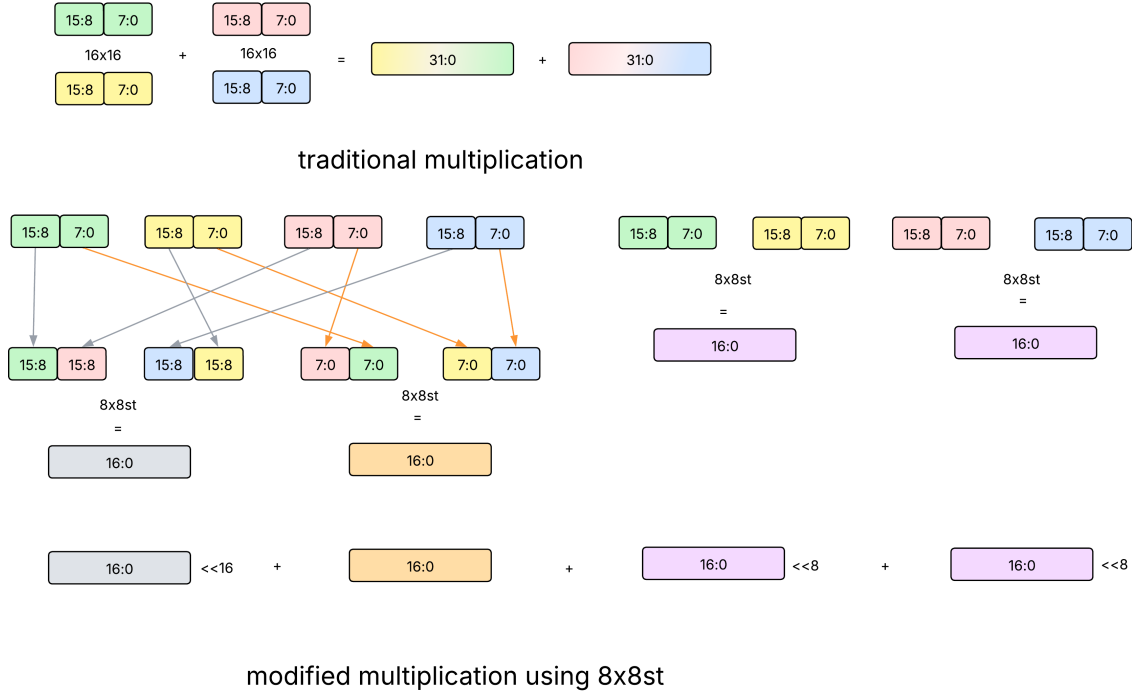 15:8 7:0 15:8 7:0
16x16 + 16x16 = 31:0 + 31:0
15:8 7:0 15:8 7:0
traditional multiplication
15:8 7:0 15:8 7:0 15:8 7:0 15:8 7:0 15:8 7:0 15:8 7:0 15:8 7:0 15:8 7:0
8x8st 8x8st
= =
16:0 16:0
15:8 15:8 15:8 15:8 7:0 7:0 7:0 7:0
8x8st 8x8st
= =
16:0 16:0
16:0 <<16 + 16:0 + 16:0 <<8 + 16:0 <<8
modified multiplication using 8x8st